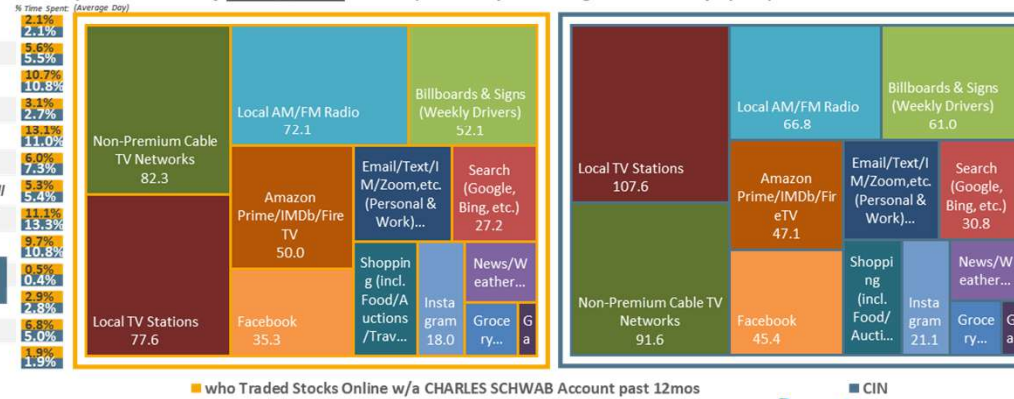 % Time Spent: (Average Day)
2.1%
2.1%
5.6%
5.5%
10.7%
10.8%
3.1%
2.7%
13.1%
11.0%
6.0%
7.3%
5.3%
5.4%
11.1%
13.3%
9.7%
10.8%
0.5%
0.4%
2.9%
2.8%
6.8%
5.0%
1.9%
1.9%
Non-Premium Cable
TV Networks
82.3
Local TV Stations
77.6
Local AM/FM Radio
72.1
Billboards & Signs
(Weekly Drivers)
52.1
Amazon
Prime/IMDb/Fire
TV
50.0
Facebook
35.3
Email/Text/I
M/Zoom,etc.
(Personal &
Work)...
Search
(Google,
Bing, etc.)
27.2
Shoppin
g (incl.
Food/A
uctions
/Trav...
Insta
gram
18.0
News/W
eather...
Groce
ry...
G
a
Local TV Stations
107.6
Non-Premium Cable TV
Networks
91.6
Local AM/FM Radio
66.8
Billboards & Signs
(Weekly Drivers)
61.0
Amazon
Prime/IMDb/Fir
eTV
47.1
Facebook
45.4
Email/Text/I
M/Zoom,etc.
(Personal &
Work)...
Search
(Google,
Bing, etc.)
30.8
Shoppi
ng
(incl.
Food/
Aucti...
Insta
gram
21.1
News/W
eather...
Groce
ry...
G
a
who Traded Stocks Online w/a CHARLES SCHWAB Account past 12mos
CIN